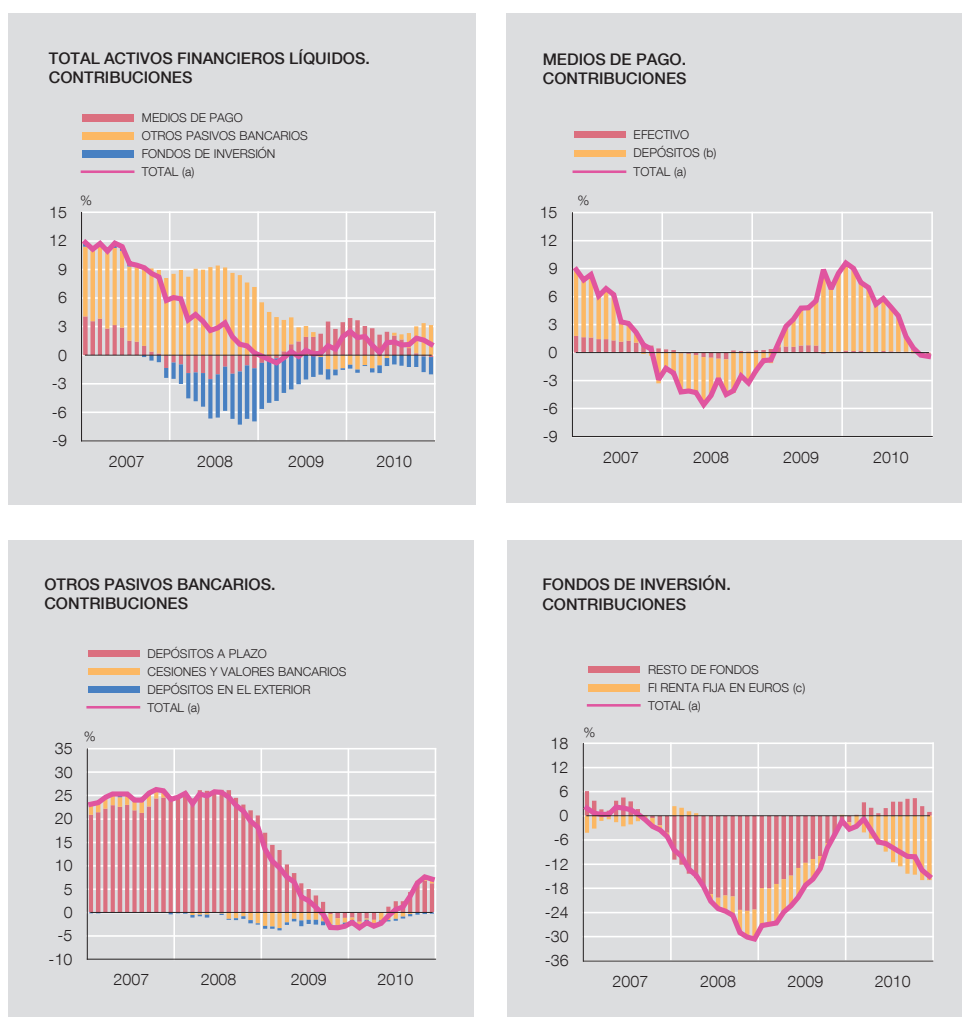 TOTAL ACTIVOS FINANCIEROS LÍQUIDOS.
CONTRIBUCIONES
MEDIOS DE PAGO
OTROS PASIVOS BANCARIOS
FONDOS DE INVERSIÓN
TOTAL (a)
%
15
12
9
6
3
0
-3
-6
-9
2007 2008 2009 2010
MEDIOS DE PAGO.
CONTRIBUCIONES
EFECTIVO
DEPÓSITOS (b)
TOTAL (a)
%
15
12
9
6
3
0
-3
-6
-9
2007 2008 2009 2010
OTROS PASIVOS BANCARIOS.
CONTRIBUCIONES
DEPÓSITOS A PLAZO
CESIONES Y VALORES BANCARIOS
DEPÓSITOS EN EL EXTERIOR
TOTAL (a)
%
35
30
25
20
15
10
5
0
-5
-10
2007 2008 2009 2010
FONDOS DE INVERSIÓN.
CONTRIBUCIONES
RESTO DE FONDOS
FI RENTA FIJA EN EUROS (c)
TOTAL (a)
%
18
12
6
0
-6
-12
-18
-24
-30
-36
2007 2008 2009 2010